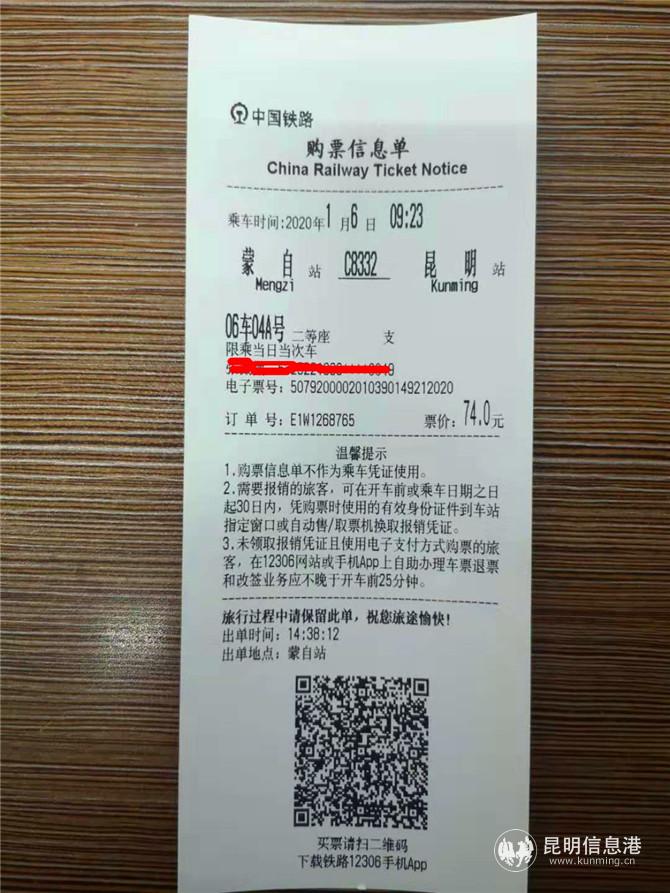 中国铁路
购票信息单
China Railway Ticket Notice
乘车时间:2020年1月6日 09:23
蒙自站 C8332 昆明站
Mengzi Kunming
06车04A号 二等座 支
限乘当日当次车
电子票号: 5079200002010390149212020
订单号: E1W1268765 票价: 74.0元
温馨提示
1.购票信息单不作为乘车凭证使用。
2.需要报销的旅客,可在开车前或乘车日期之日
起30日内,凭购票时使用的有效身份证件到车站
指定窗口或自动售/取票机换取报销凭证。
3.未领取报销凭证且使用电子支付方式购票的旅
客,在12306网站或手机App上自助办理车票退票
和改签业务应不晚于开车前25分钟。
旅行过程中请保留此单,祝您旅途愉快!
出单时间: 14:38:12
出单地点: 蒙自站
买票请扫二维码
下载铁路12306手机App
昆明信息港
www.kunming.cn